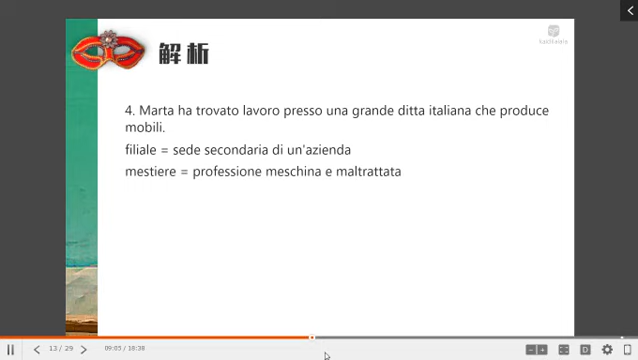 kaoIkaixia
解析
4. Marta ha trovato lavoro presso una grande ditta italiana che produce
mobili.
filiale = sede secondaria di un'azienda
mestiere = professione meschina e maltrattata
13 / 29
09:05 / 18:38
D